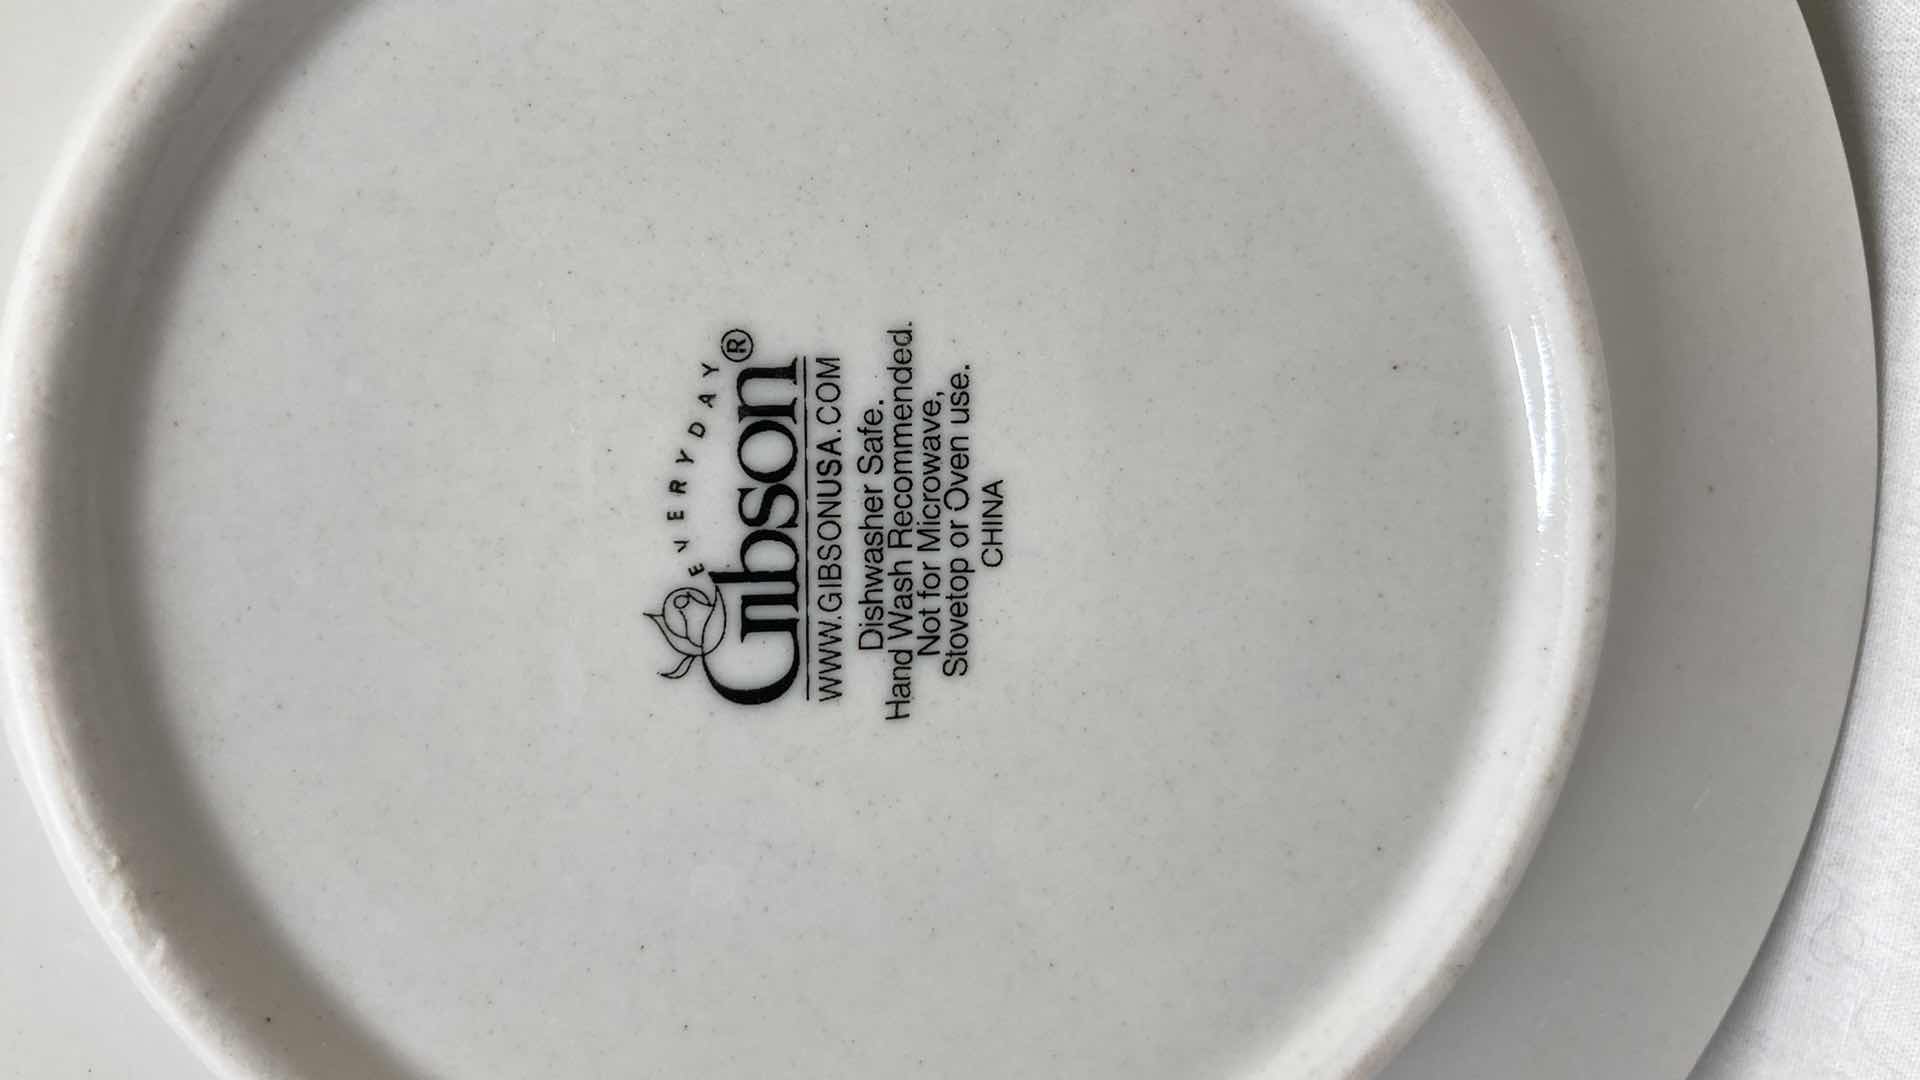 EVERYDAY
Gibson®
WWW.GIBSONUSA.COM
Dishwasher Safe.
Hand Wash Recommended.
Not for Microwave,
Stovetop or Oven use.
CHINA